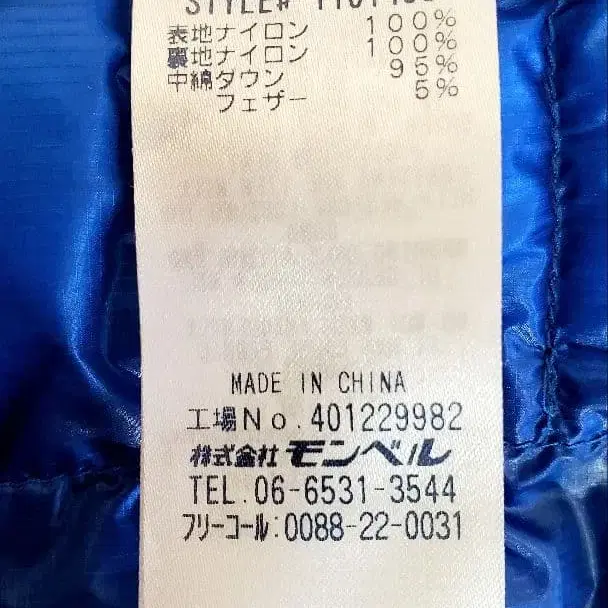 STYLE#
表地ナイロン 100%
裏地ナイロン 100%
中綿ダウン 95%
フェザー 5%
MADE IN CHINA
工場No.401229982
株式会社モンベル
TEL.06-6531-3544
フリーコール:0088-22-0031